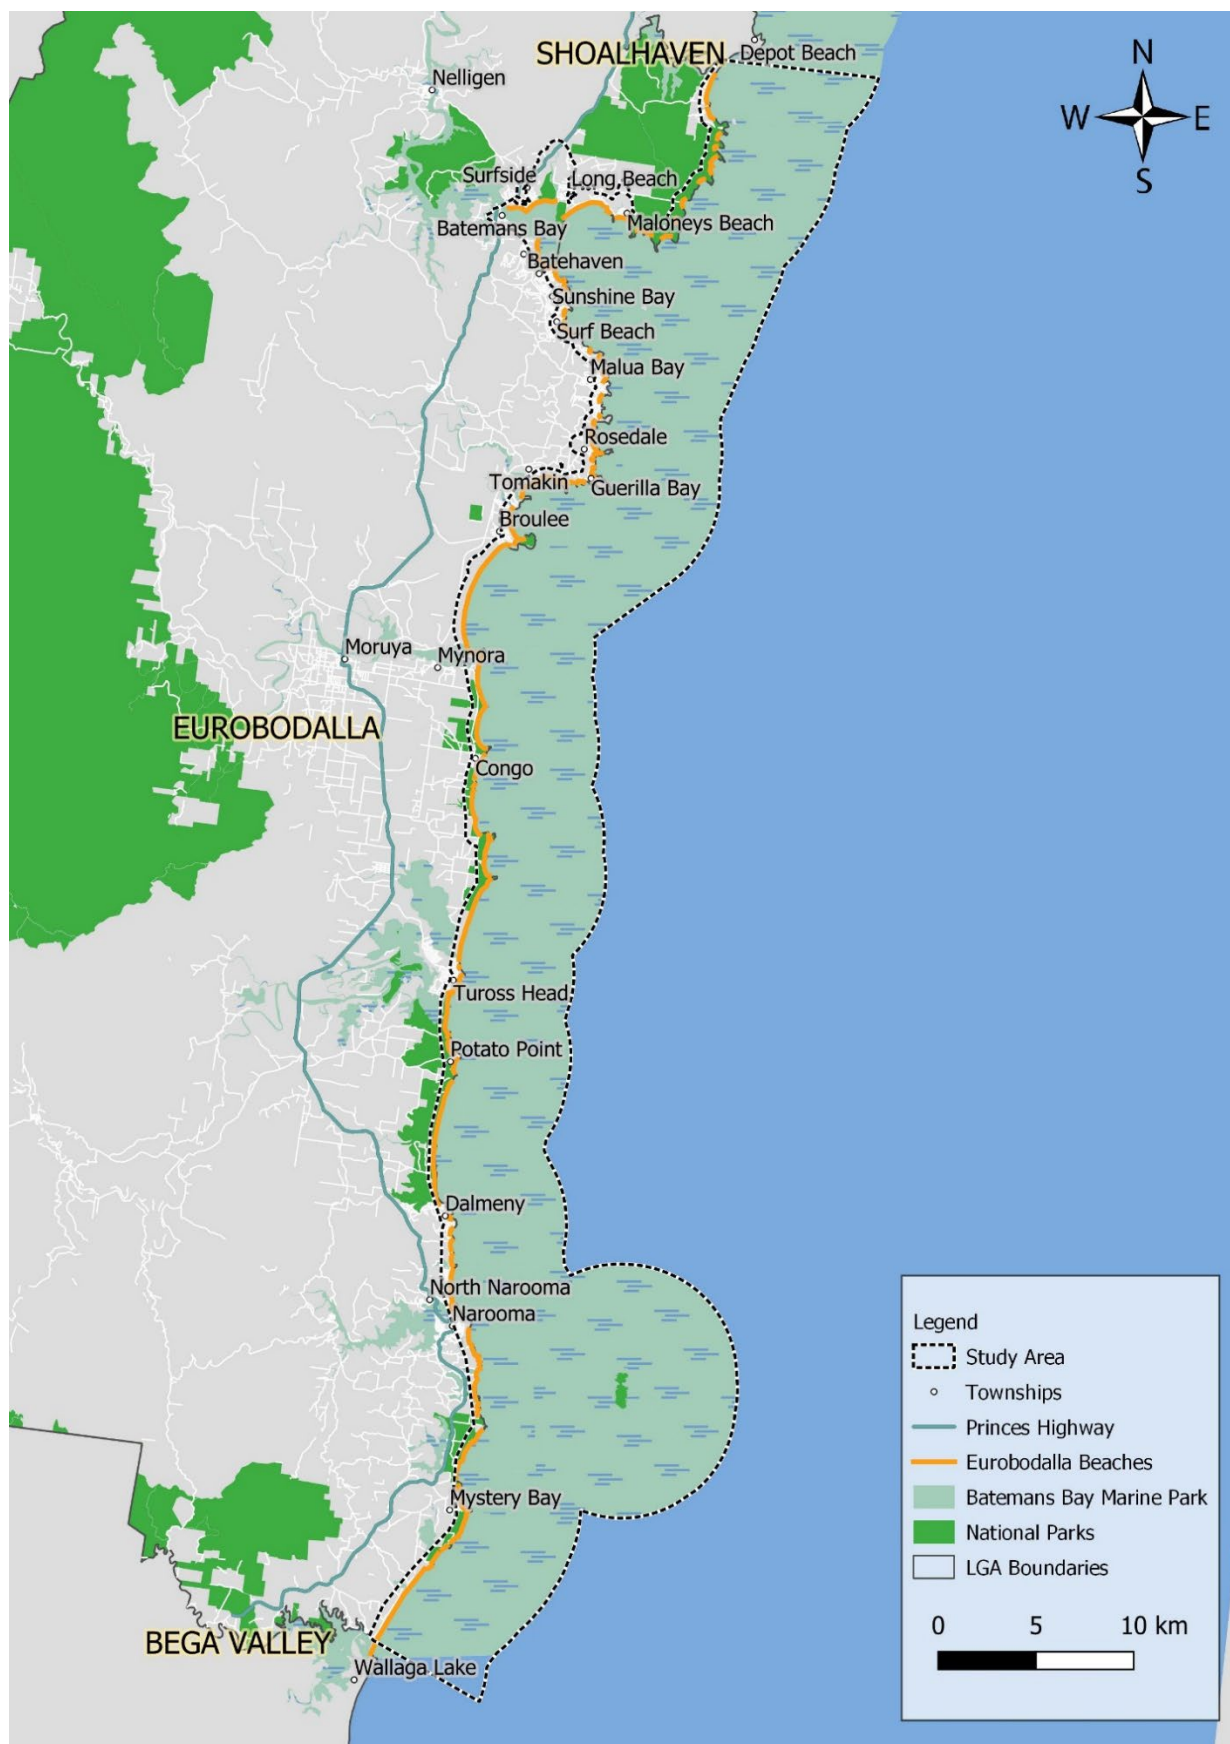 SHOALHAVEN
Depot Beach
N
W
E
S
Nelligen
Surfside
Long Beach
Batemans Bay
Maloneys Beach
Batehaven
Sunshine Bay
Surf Beach
Malua Bay
Rosedale
Tomakin
Guerilla Bay
Broulee
Moruya
Mynora
EUROBODALLA
Congo
Tuross Head
Potato Point
Dalmeny
North Narooma
Narooma
Mystery Bay
BEGA VALLEY
Wallaga Lake
Legend
Study Area
Townships
Princes Highway
Eurobodalla Beaches
Batemans Bay Marine Park
National Parks
LGA Boundaries
0 5 10 km